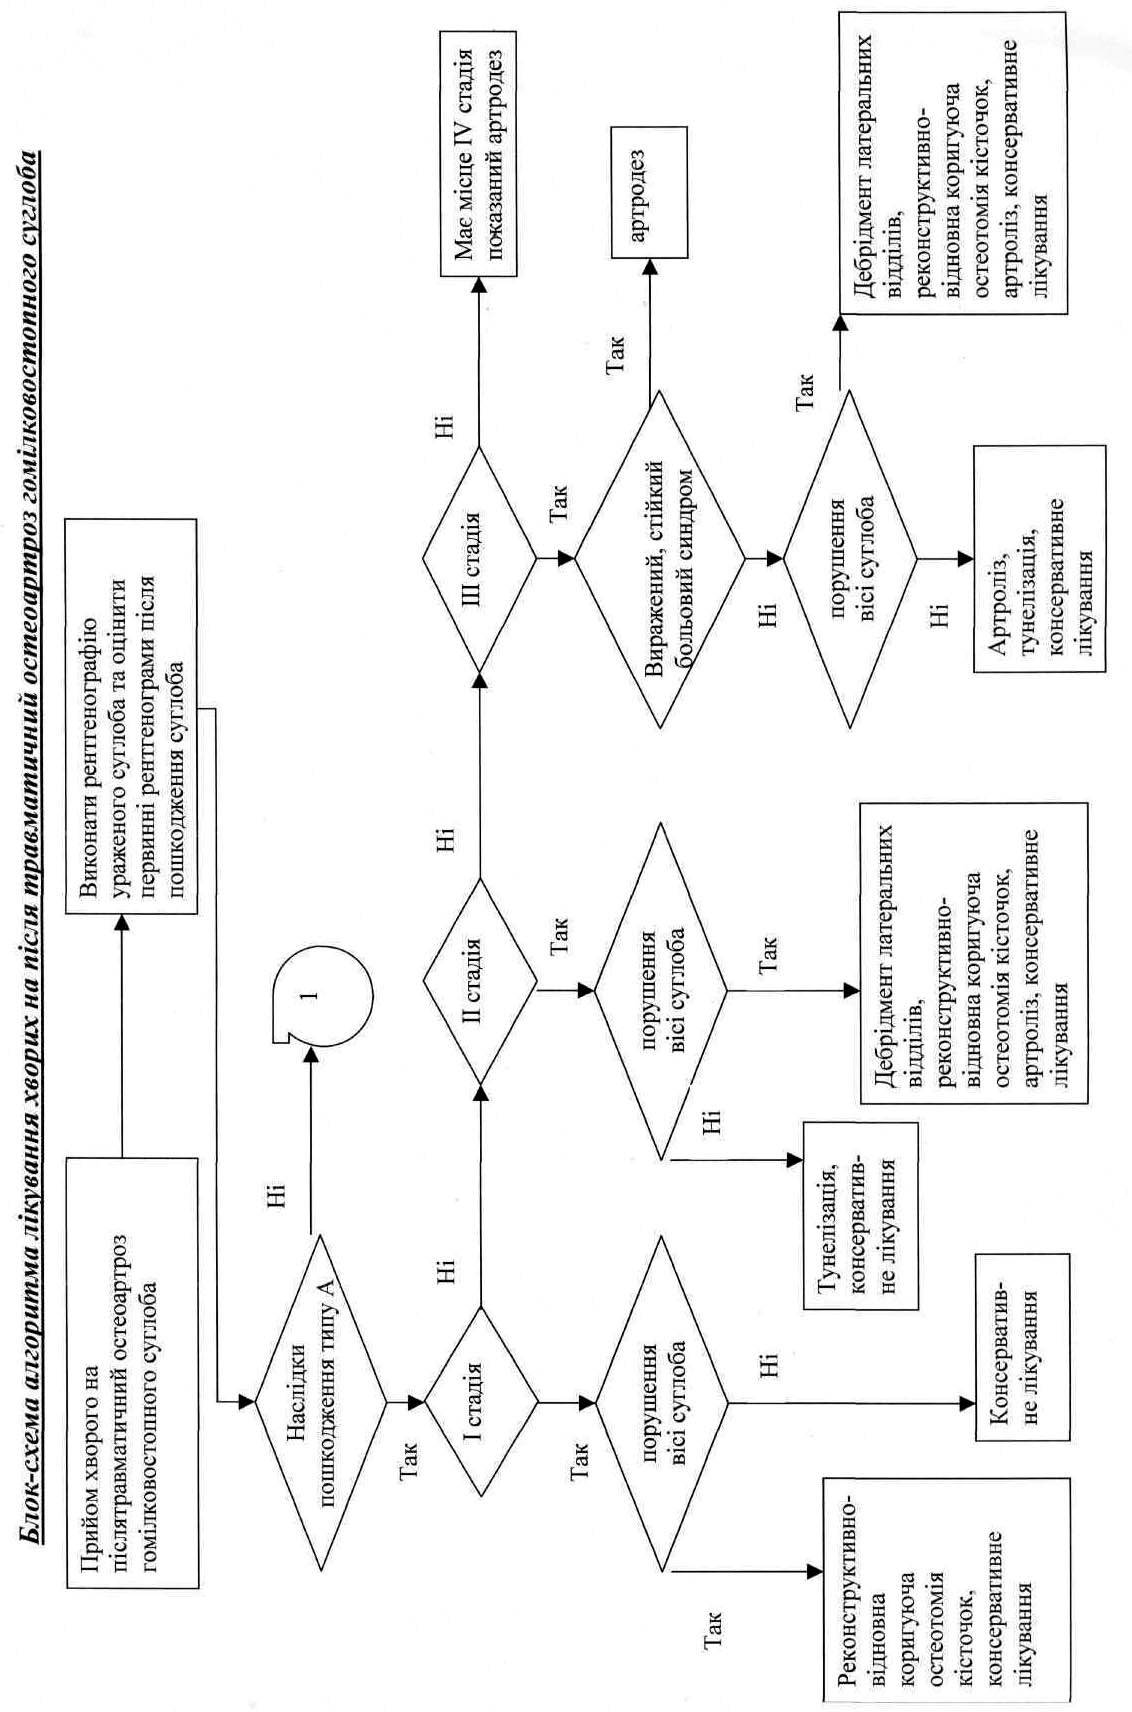 Блок-схема алгоритма лікування хворих на після травматичний остеоартроз гомілковостопного суглоба
Прийом хворого на
післятравматичний остеоартроз
гомілковостопного суглоба
Виконати рентгенографію
ураженого суглоба та оцінити
первинні рентгенограми після
пошкодження суглоба
Наслідки
пошкодження типу А
Ні
1
Так
І стадія
Ні
ІІ стадія
Ні
ІІІ стадія
Ні
Має місце IV стадія
показаний артродез
Так
порушення
вісі суглоба
Так
Реконструктивно-
відновна
коригуюча
остеотомія
кісточок,
консервативне
лікування
Ні
Консерватив-
не лікування
Так
порушення
вісі суглоба
Ні
Тунелізація,
консерватив-
не лікування
Так
Дебрідмент латеральних
відділів,
реконструктивно-
відновна коригуюча
остеотомія кісточок,
артроліз, консервативне
лікування
Так
Виражений, стійкий
больовий синдром
Так
артродез
Ні
порушення
вісі суглоба
Ні
Артроліз,
тунелізація,
консервативне
лікування
Так
Дебрідмент латеральних
відділів,
реконструктивно-
відновна коригуюча
остеотомія кісточок,
артроліз, консервативне
лікування